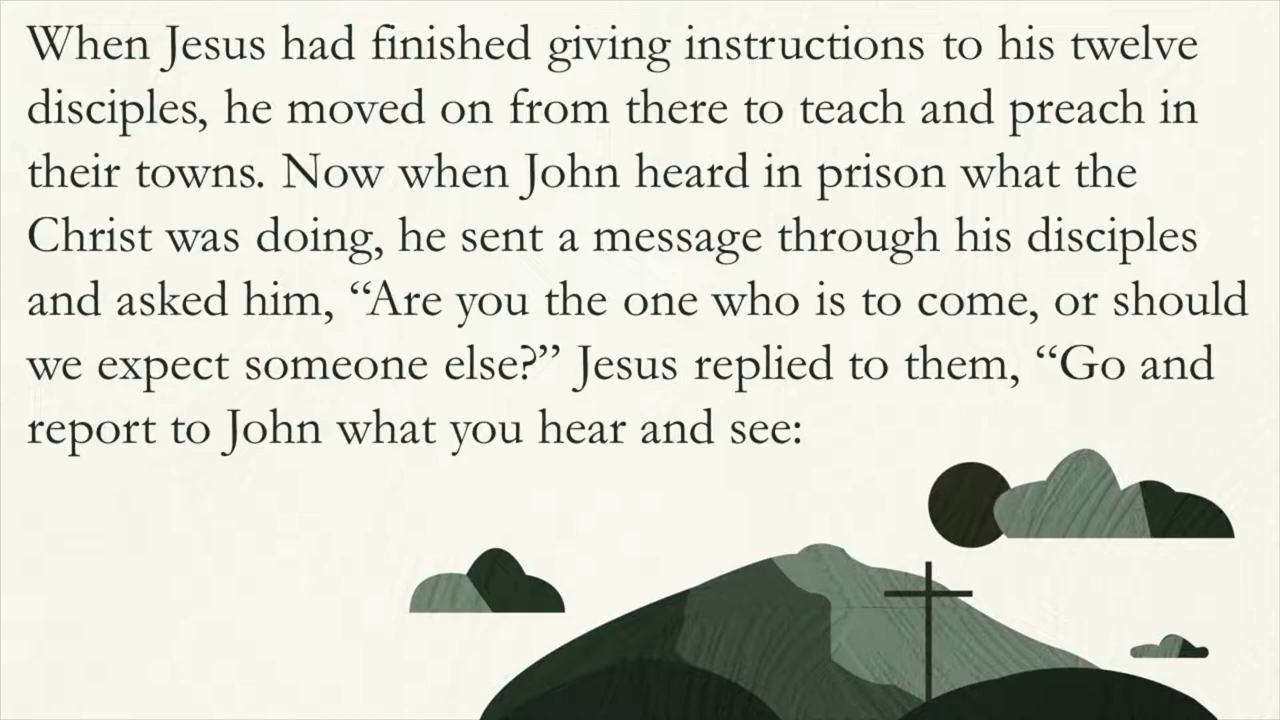 When Jesus had finished giving instructions to his twelve
disciples, he moved on from there to teach and preach in
their towns. Now when John heard in prison what the
Christ was doing, he sent a message through his disciples
and asked him, “Are you the one who is to come, or should
we expect someone else?” Jesus replied to them, “Go and
report to John what you hear and see: